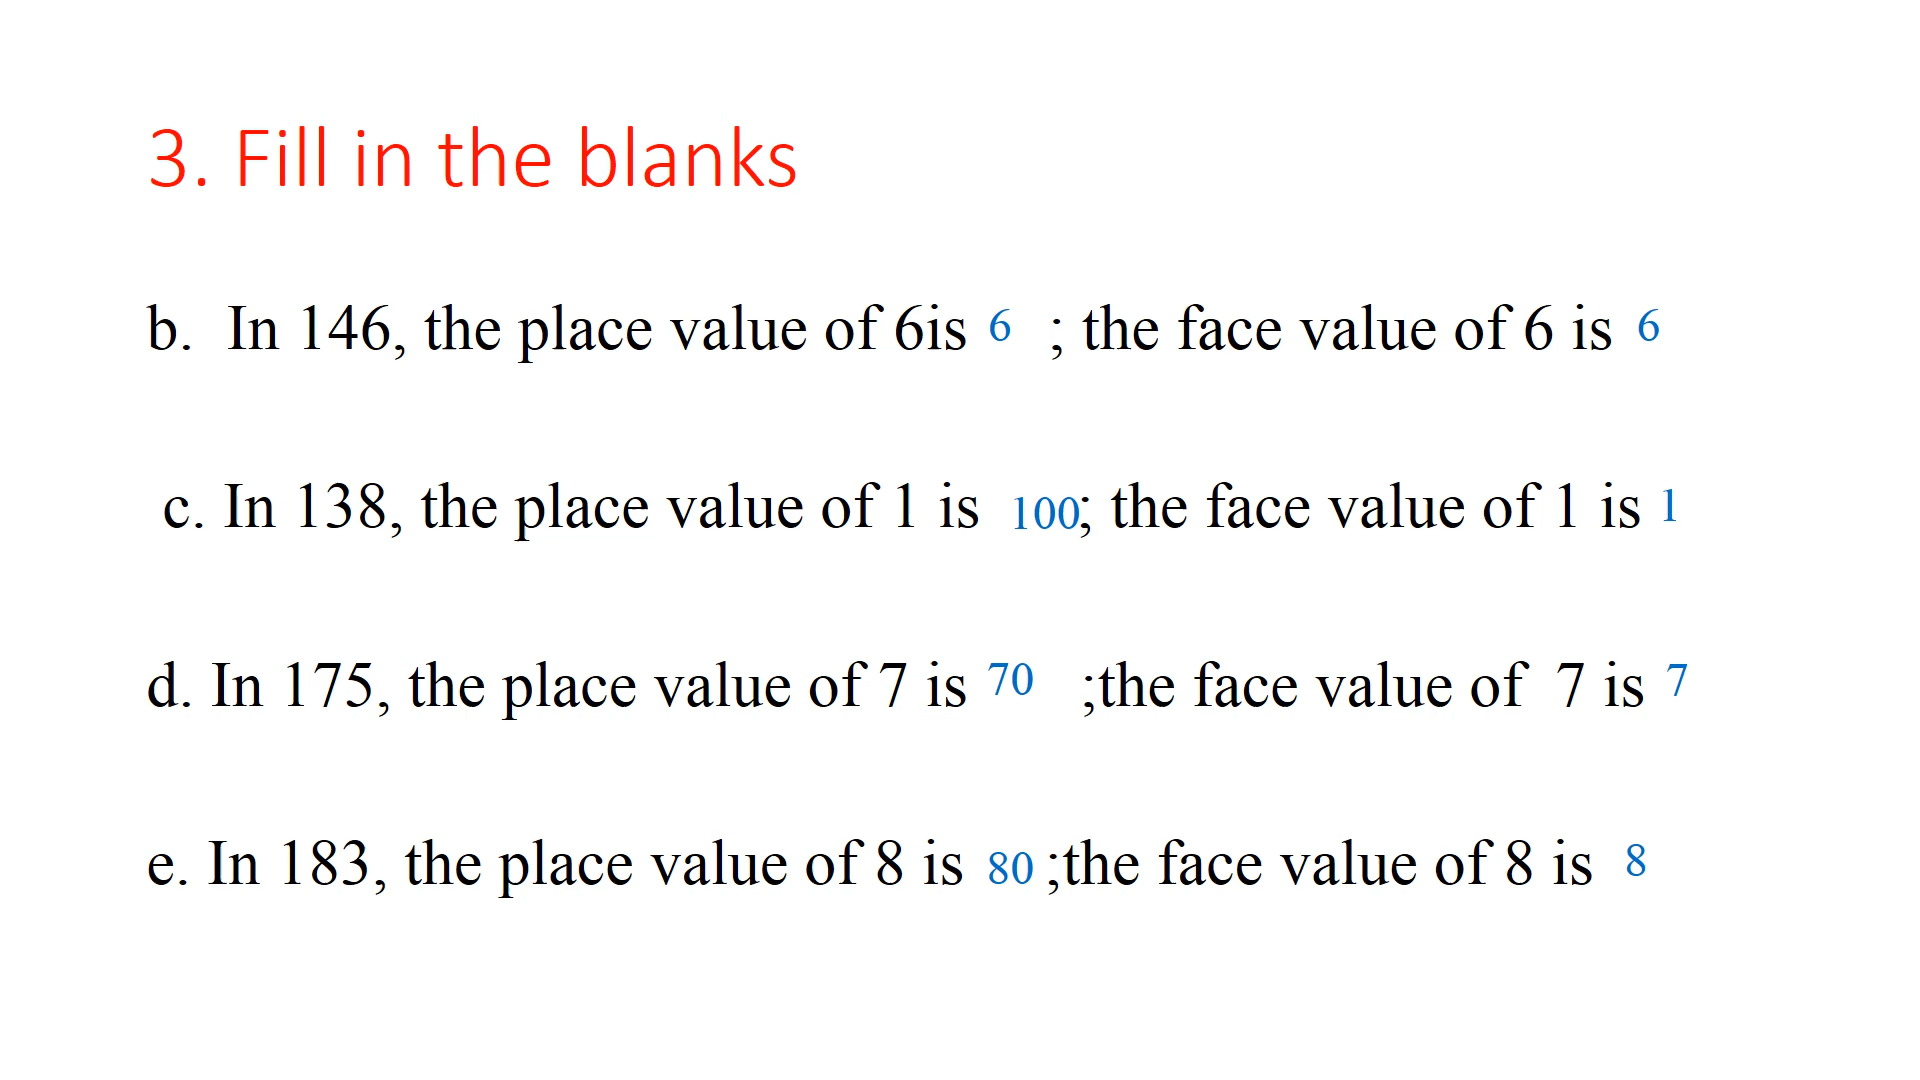 3. Fill in the blanks
b. In 146, the place value of 6is 6 ; the face value of 6 is 6
c. In 138, the place value of 1 is 100; the face value of 1 is 1
d. In 175, the place value of 7 is 70 ;the face value of 7 is 7
e. In 183, the place value of 8 is 80 ;the face value of 8 is 8